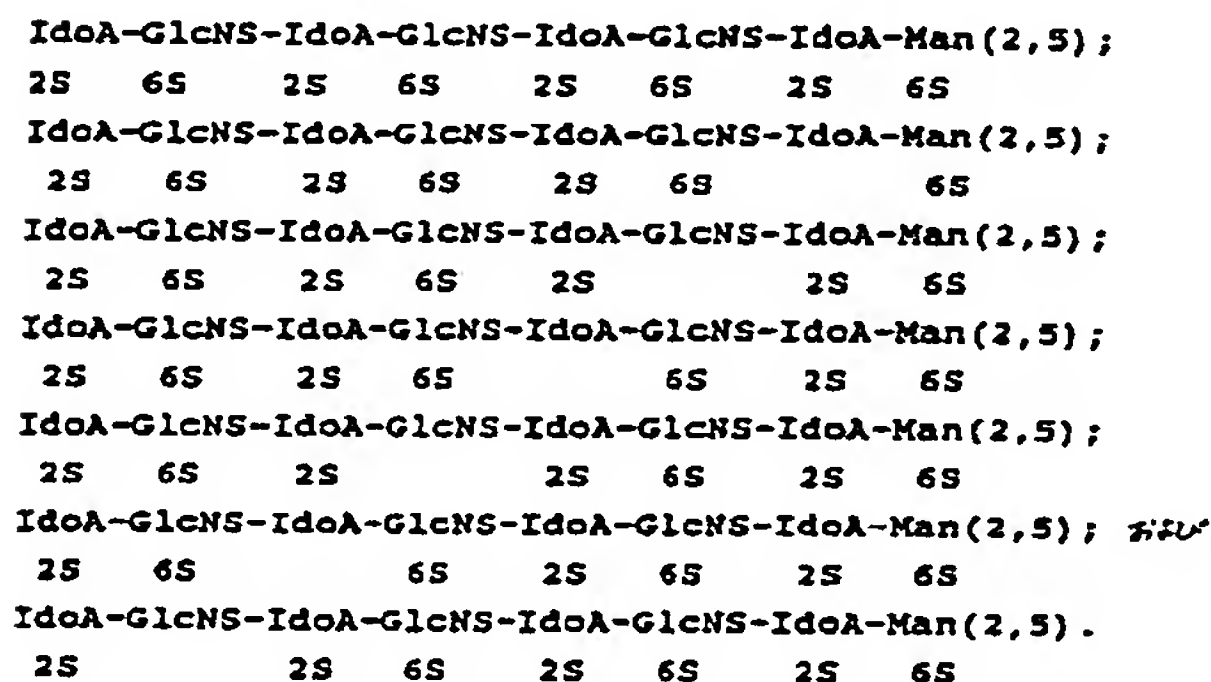 IdoA-GlcNS-IdoA-GlcNS-IdoA-GlcNS-IdoA-Man(2,5);
2S 6S 2S 6S 2S 6S 2S 6S
IdoA-GlcNS-IdoA-GlcNS-IdoA-GlcNS-IdoA-Man(2,5);
2S 6S 2S 6S 2S 6S 6S
IdoA-GlcNS-IdoA-GlcNS-IdoA-GlcNS-IdoA-Man(2,5);
2S 6S 2S 6S 2S 2S 6S
IdoA-GlcNS-IdoA-GlcNS-IdoA-GlcNS-IdoA-Man(2,5);
2S 6S 2S 6S 6S 2S 6S
IdoA-GlcNS-IdoA-GlcNS-IdoA-GlcNS-IdoA-Man(2,5);
2S 6S 2S 2S 6S 2S 6S
IdoA-GlcNS-IdoA-GlcNS-IdoA-GlcNS-IdoA-Man(2,5); および
2S 6S 6S 2S 6S 2S 6S
IdoA-GlcNS-IdoA-GlcNS-IdoA-GlcNS-IdoA-Man(2,5).
2S 2S 6S 2S 6S 2S 6S